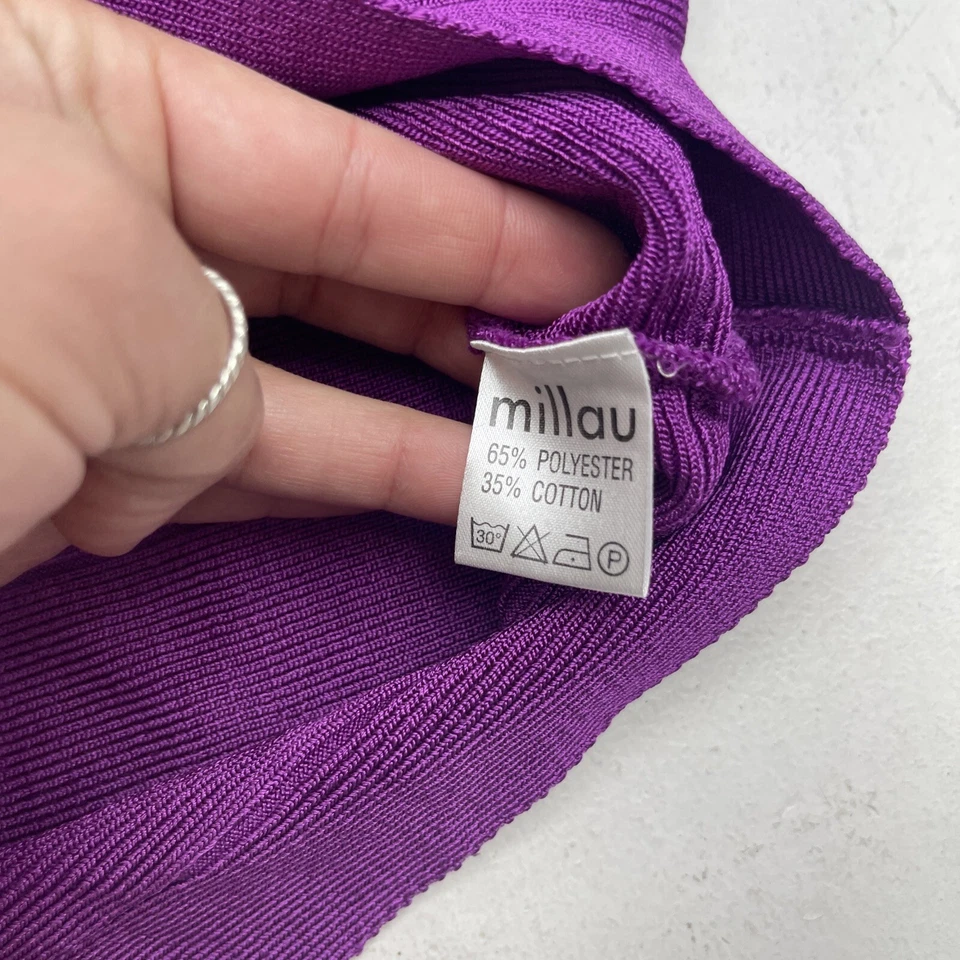 millau
65% POLYESTER
35% COTTON
30° P